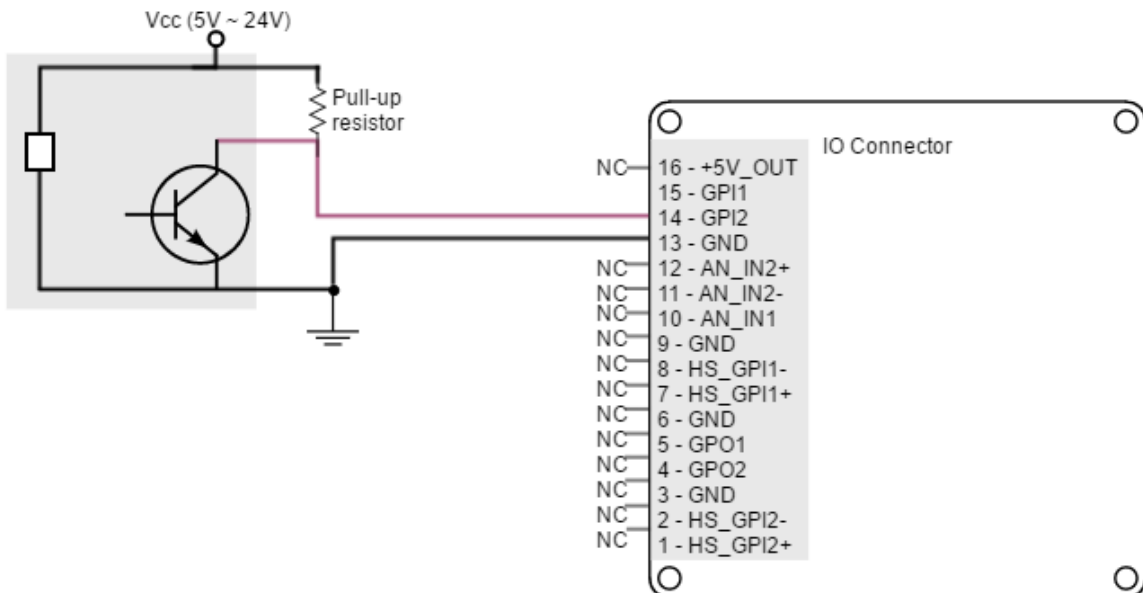 Vcc (5V ~ 24V)
Pull-up
resistor
IO Connector
NC 16 - +5V_OUT
15 - GPI1
14 - GPI2
13 - GND
NC 12 - AN_IN2+
NC 11 - AN_IN2-
NC 10 - AN_IN1
NC 9 - GND
NC 8 - HS_GPI1-
NC 7 - HS_GPI1+
NC 6 - GND
NC 5 - GPO1
NC 4 - GPO2
NC 3 - GND
NC 2 - HS_GPI2-
NC 1 - HS_GPI2+